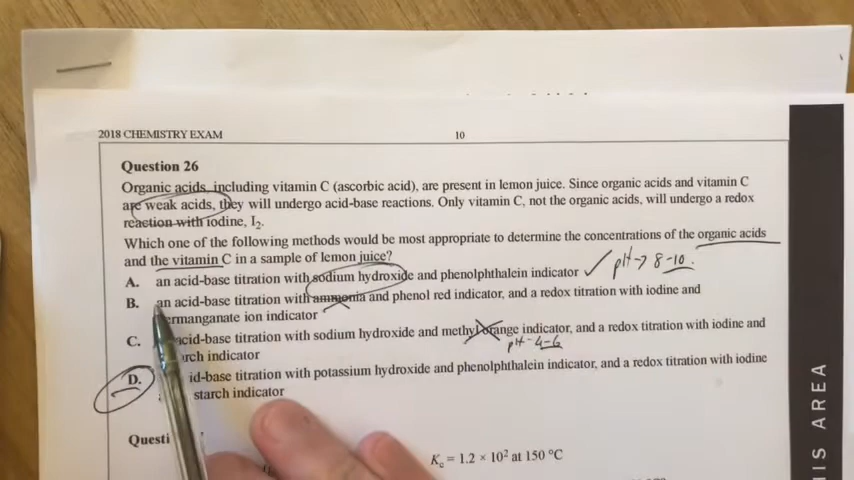 2018 CHEMISTRY EXAM 10
Question 26
Organic acids, including vitamin C (ascorbic acid), are present in lemon juice. Since organic acids and vitamin C
are weak acids, they will undergo acid-base reactions. Only vitamin C, not the organic acids, will undergo a redox
reaction with iodine, I2.
Which one of the following methods would be most appropriate to determine the concentrations of the organic acids
and the vitamin C in a sample of lemon juice?
A. an acid-base titration with sodium hydroxide and phenolphthalein indicator ✓ pH→ 8-10.
B. an acid-base titration with ammonia and phenol red indicator, and a redox titration with iodine and
ermanganate ion indicator
C. acid-base titration with sodium hydroxide and methyl orange indicator, and a redox titration with iodine and
rch indicator pH-4-6
D. id-base titration with potassium hydroxide and phenolphthalein indicator, and a redox titration with iodine
starch indicator
Questi
Kc = 1.2 × 10² at 150 °C
HIS AREA